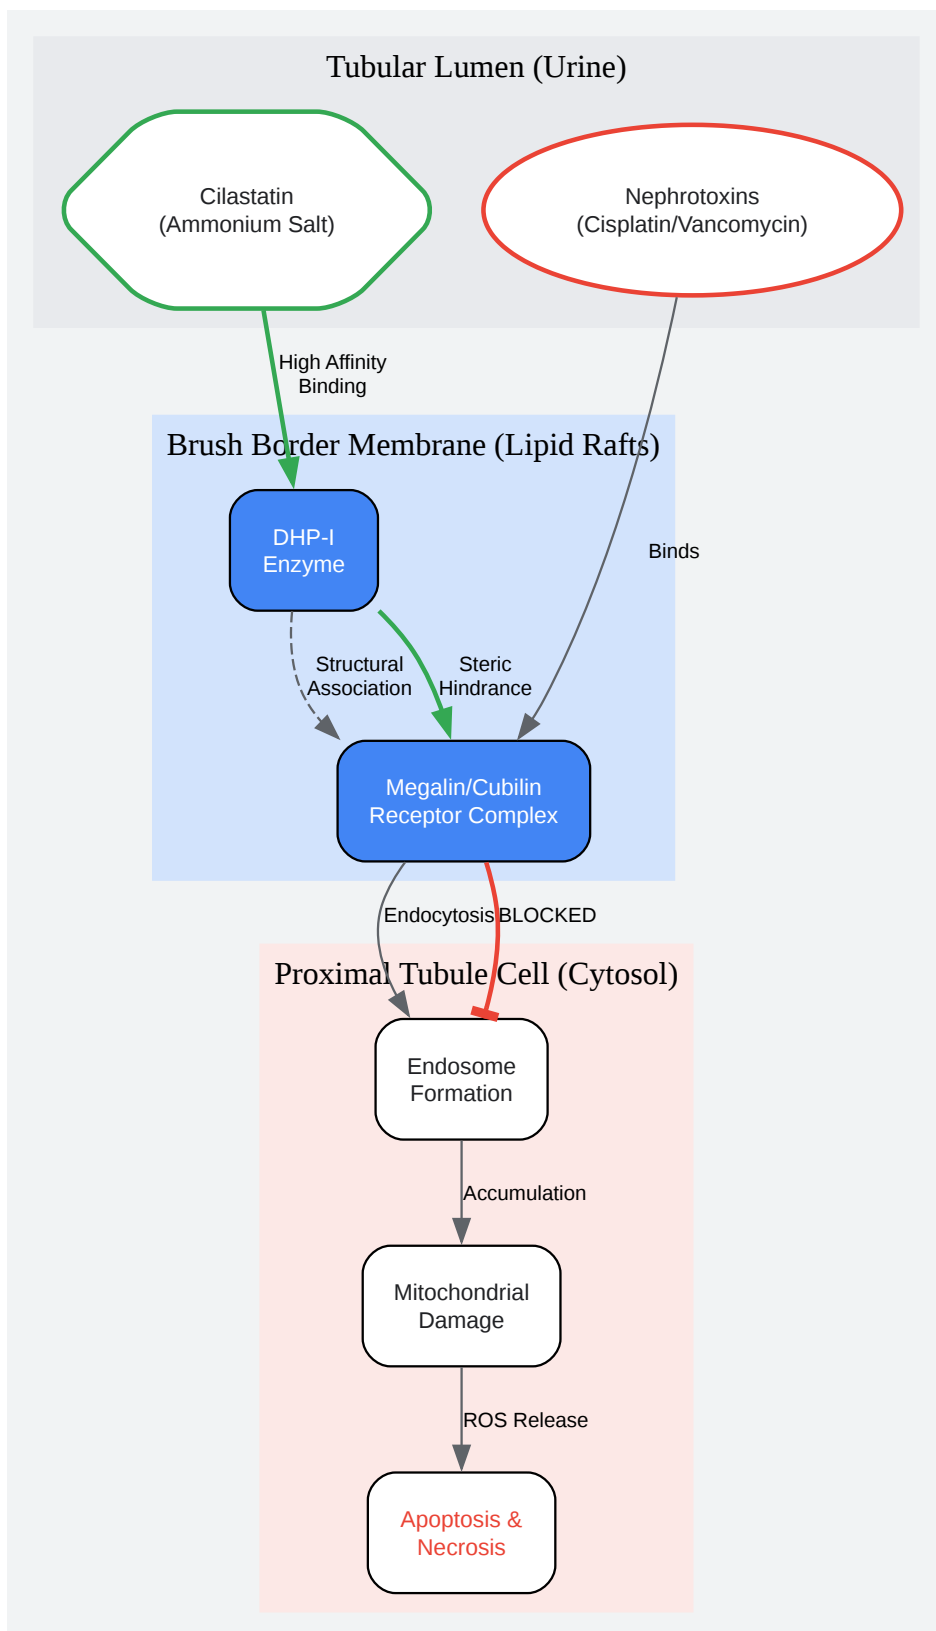 Tubular Lumen (Urine)
Cilastatin
(Ammonium Salt)
Nephrotoxins
(Cisplatin/Vancomycin)
High Affinity
Binding
Brush Border Membrane (Lipid Rafts)
DHP-I
Enzyme
Binds
Structural
Association
Steric
Hindrance
Megalin/Cubilin
Receptor Complex
Endocytosis
BLOCKED
Proximal Tubule Cell (Cytosol)
Endosome
Formation
Accumulation
Mitochondrial
Damage
ROS Release
Apoptosis &
Necrosis